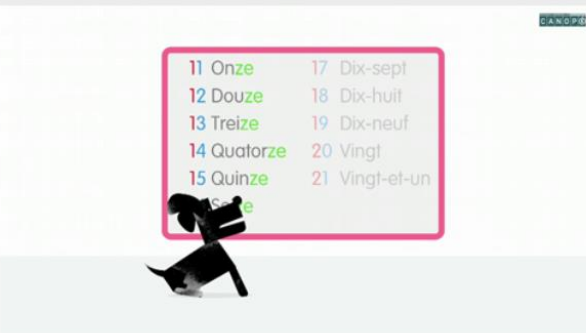 CANOPÉ
11 Onze
12 Douze
13 Treize
14 Quatorze
15 Quinze
17 Dix-sept
18 Dix-huit
19 Dix-neuf
20 Vingt
21 Vingt-et-un